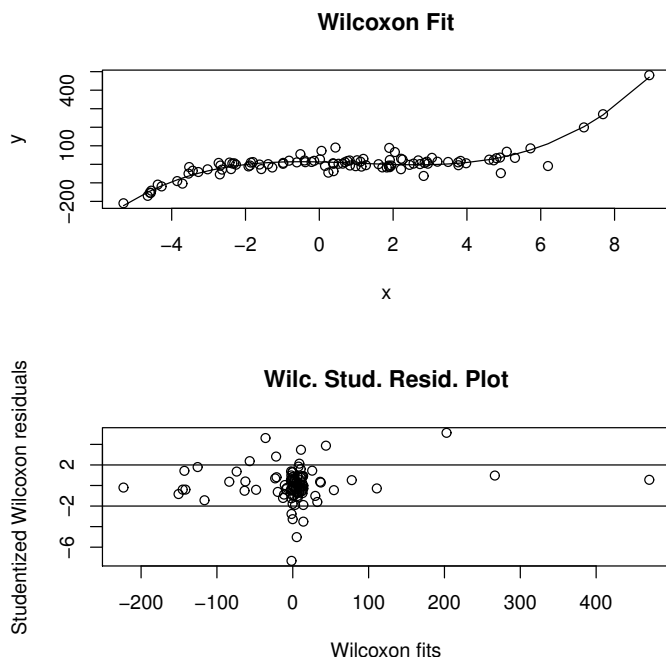 Wilcoxon Fit
y
400
100
−200
−4 −2 0 2 4 6 8
x
Wilc. Stud. Resid. Plot
Studentized Wilcoxon residuals
2
−2
−6
−200 −100 0 100 200 300 400
Wilcoxon fits